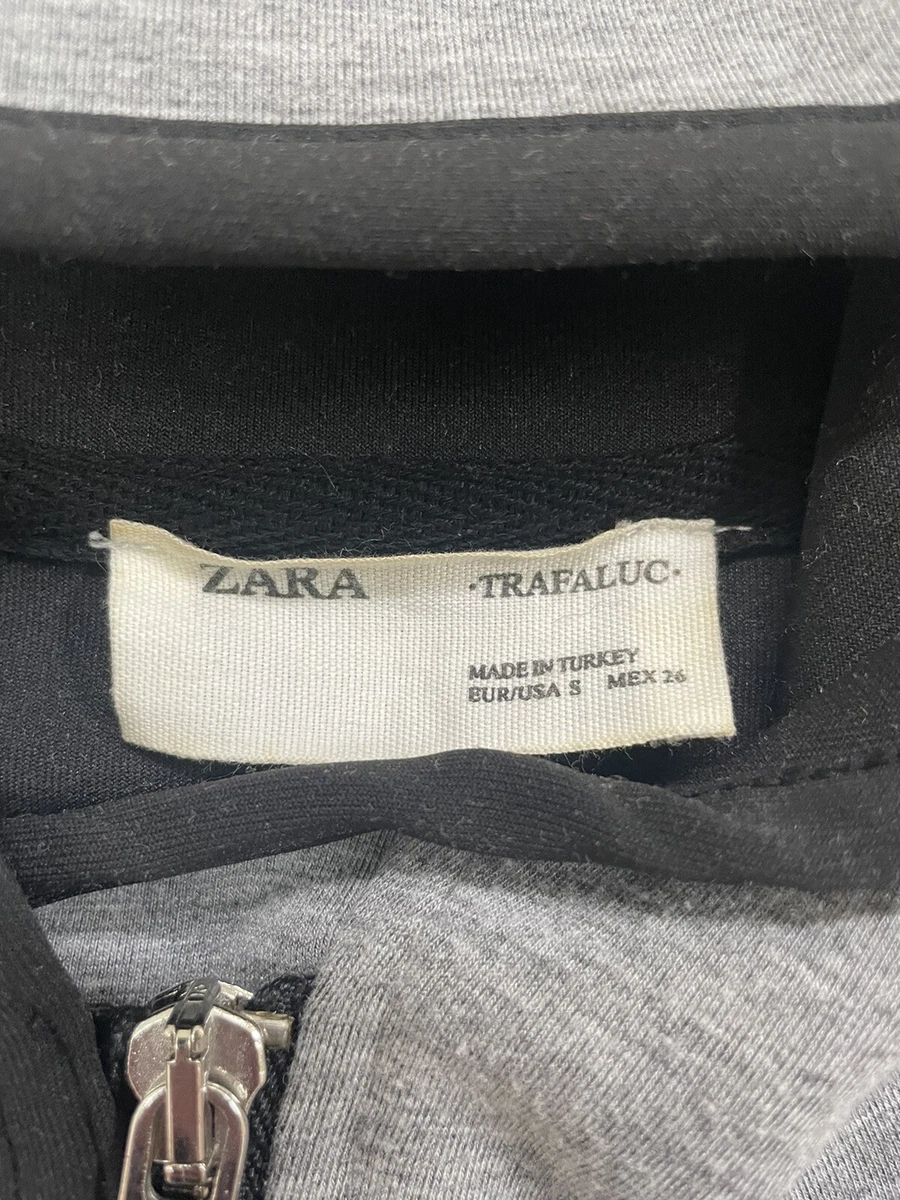 ZARA ·TRAFALUC·
MADE IN TURKEY
EUR/USA S MEX 26